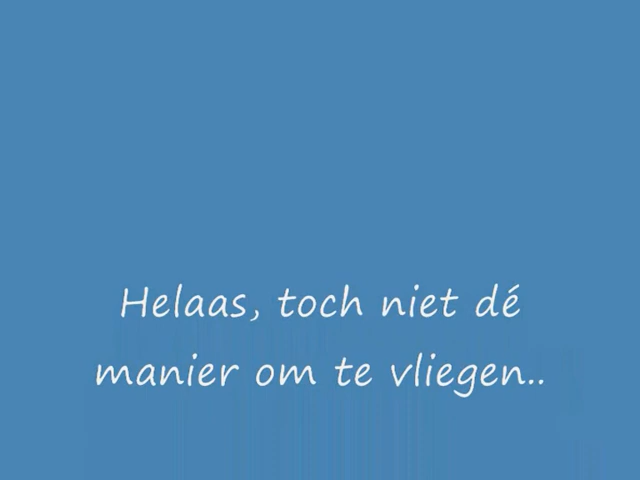 Helaas, toch niet dé
manier om te vliegen..